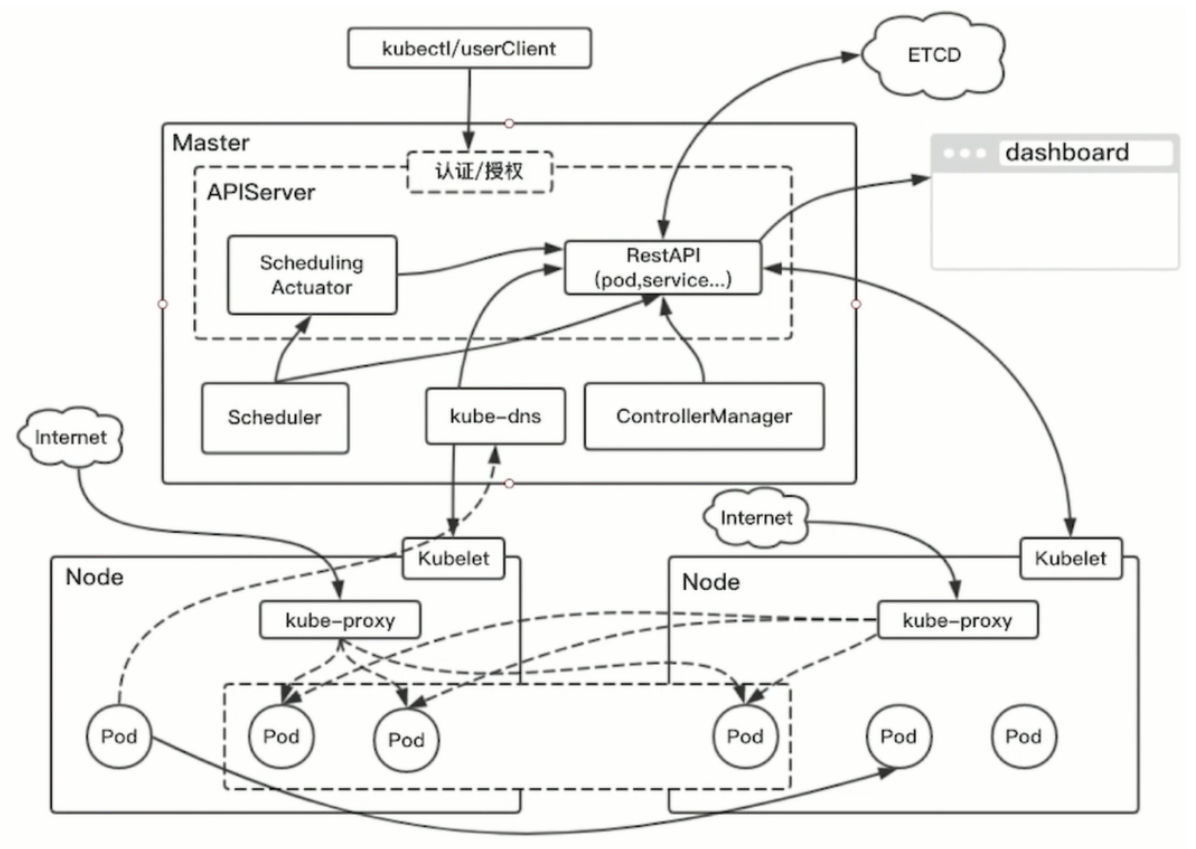 kubectl/userClient
ETCD
Master
认证/授权
dashboard
APIServer
Scheduling
Actuator
RestAPI
(pod,service...)
Scheduler
kube-dns
ControllerManager
Internet
Internet
Node
Kubelet
Node
Kubelet
kube-proxy
kube-proxy
Pod
Pod
Pod
Pod
Pod
Pod